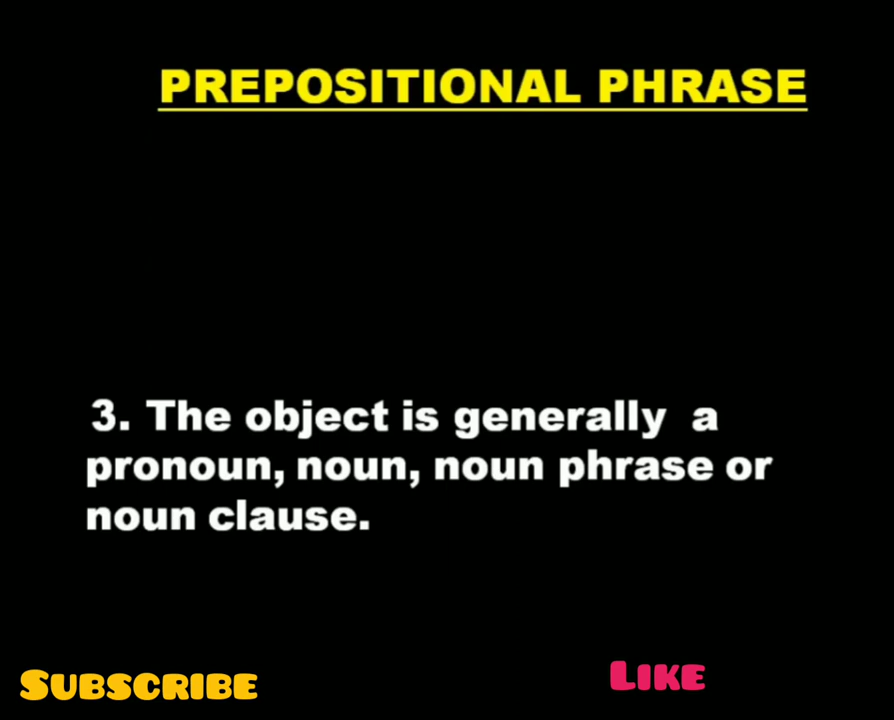 PREPOSITIONAL PHRASE
3. The object is generally a
pronoun, noun, noun phrase or
noun clause.
SUBSCRIBE
LIKE